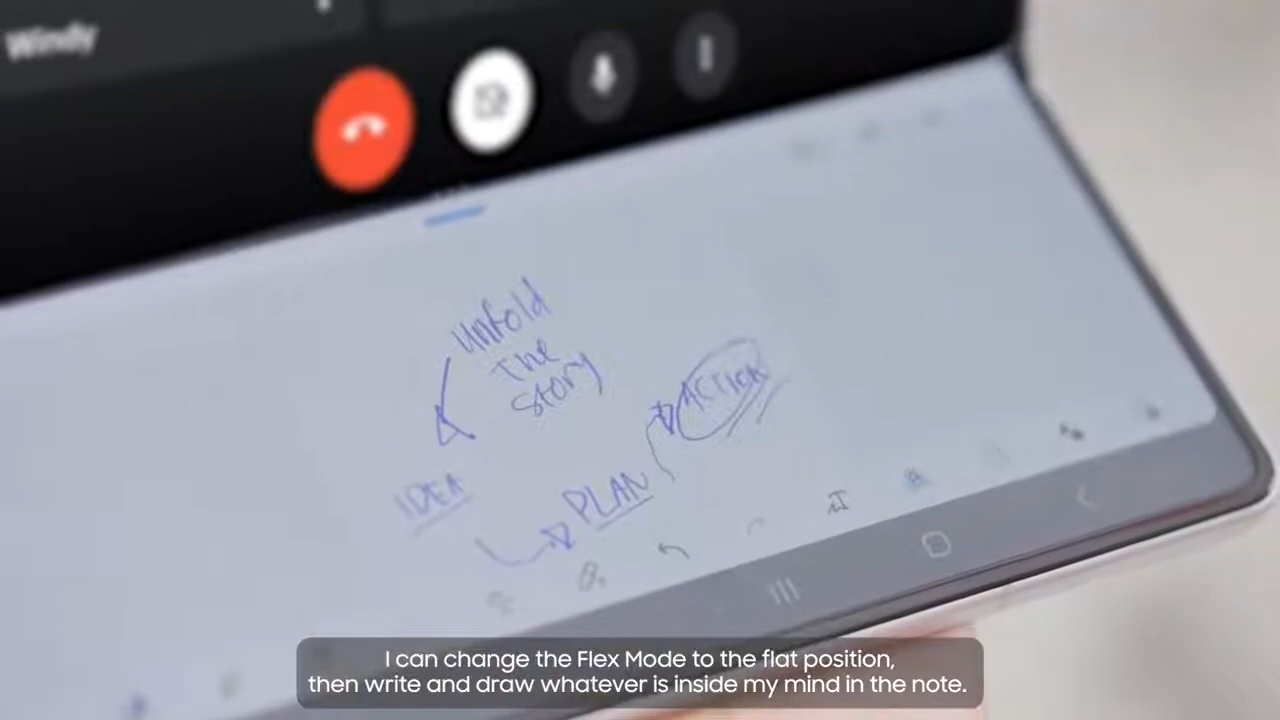 Windy
Unfold
The
Story
IDEA
PLAN
ACTION
I can change the Flex Mode to the flat position,
then write and draw whatever is inside my mind in the note.